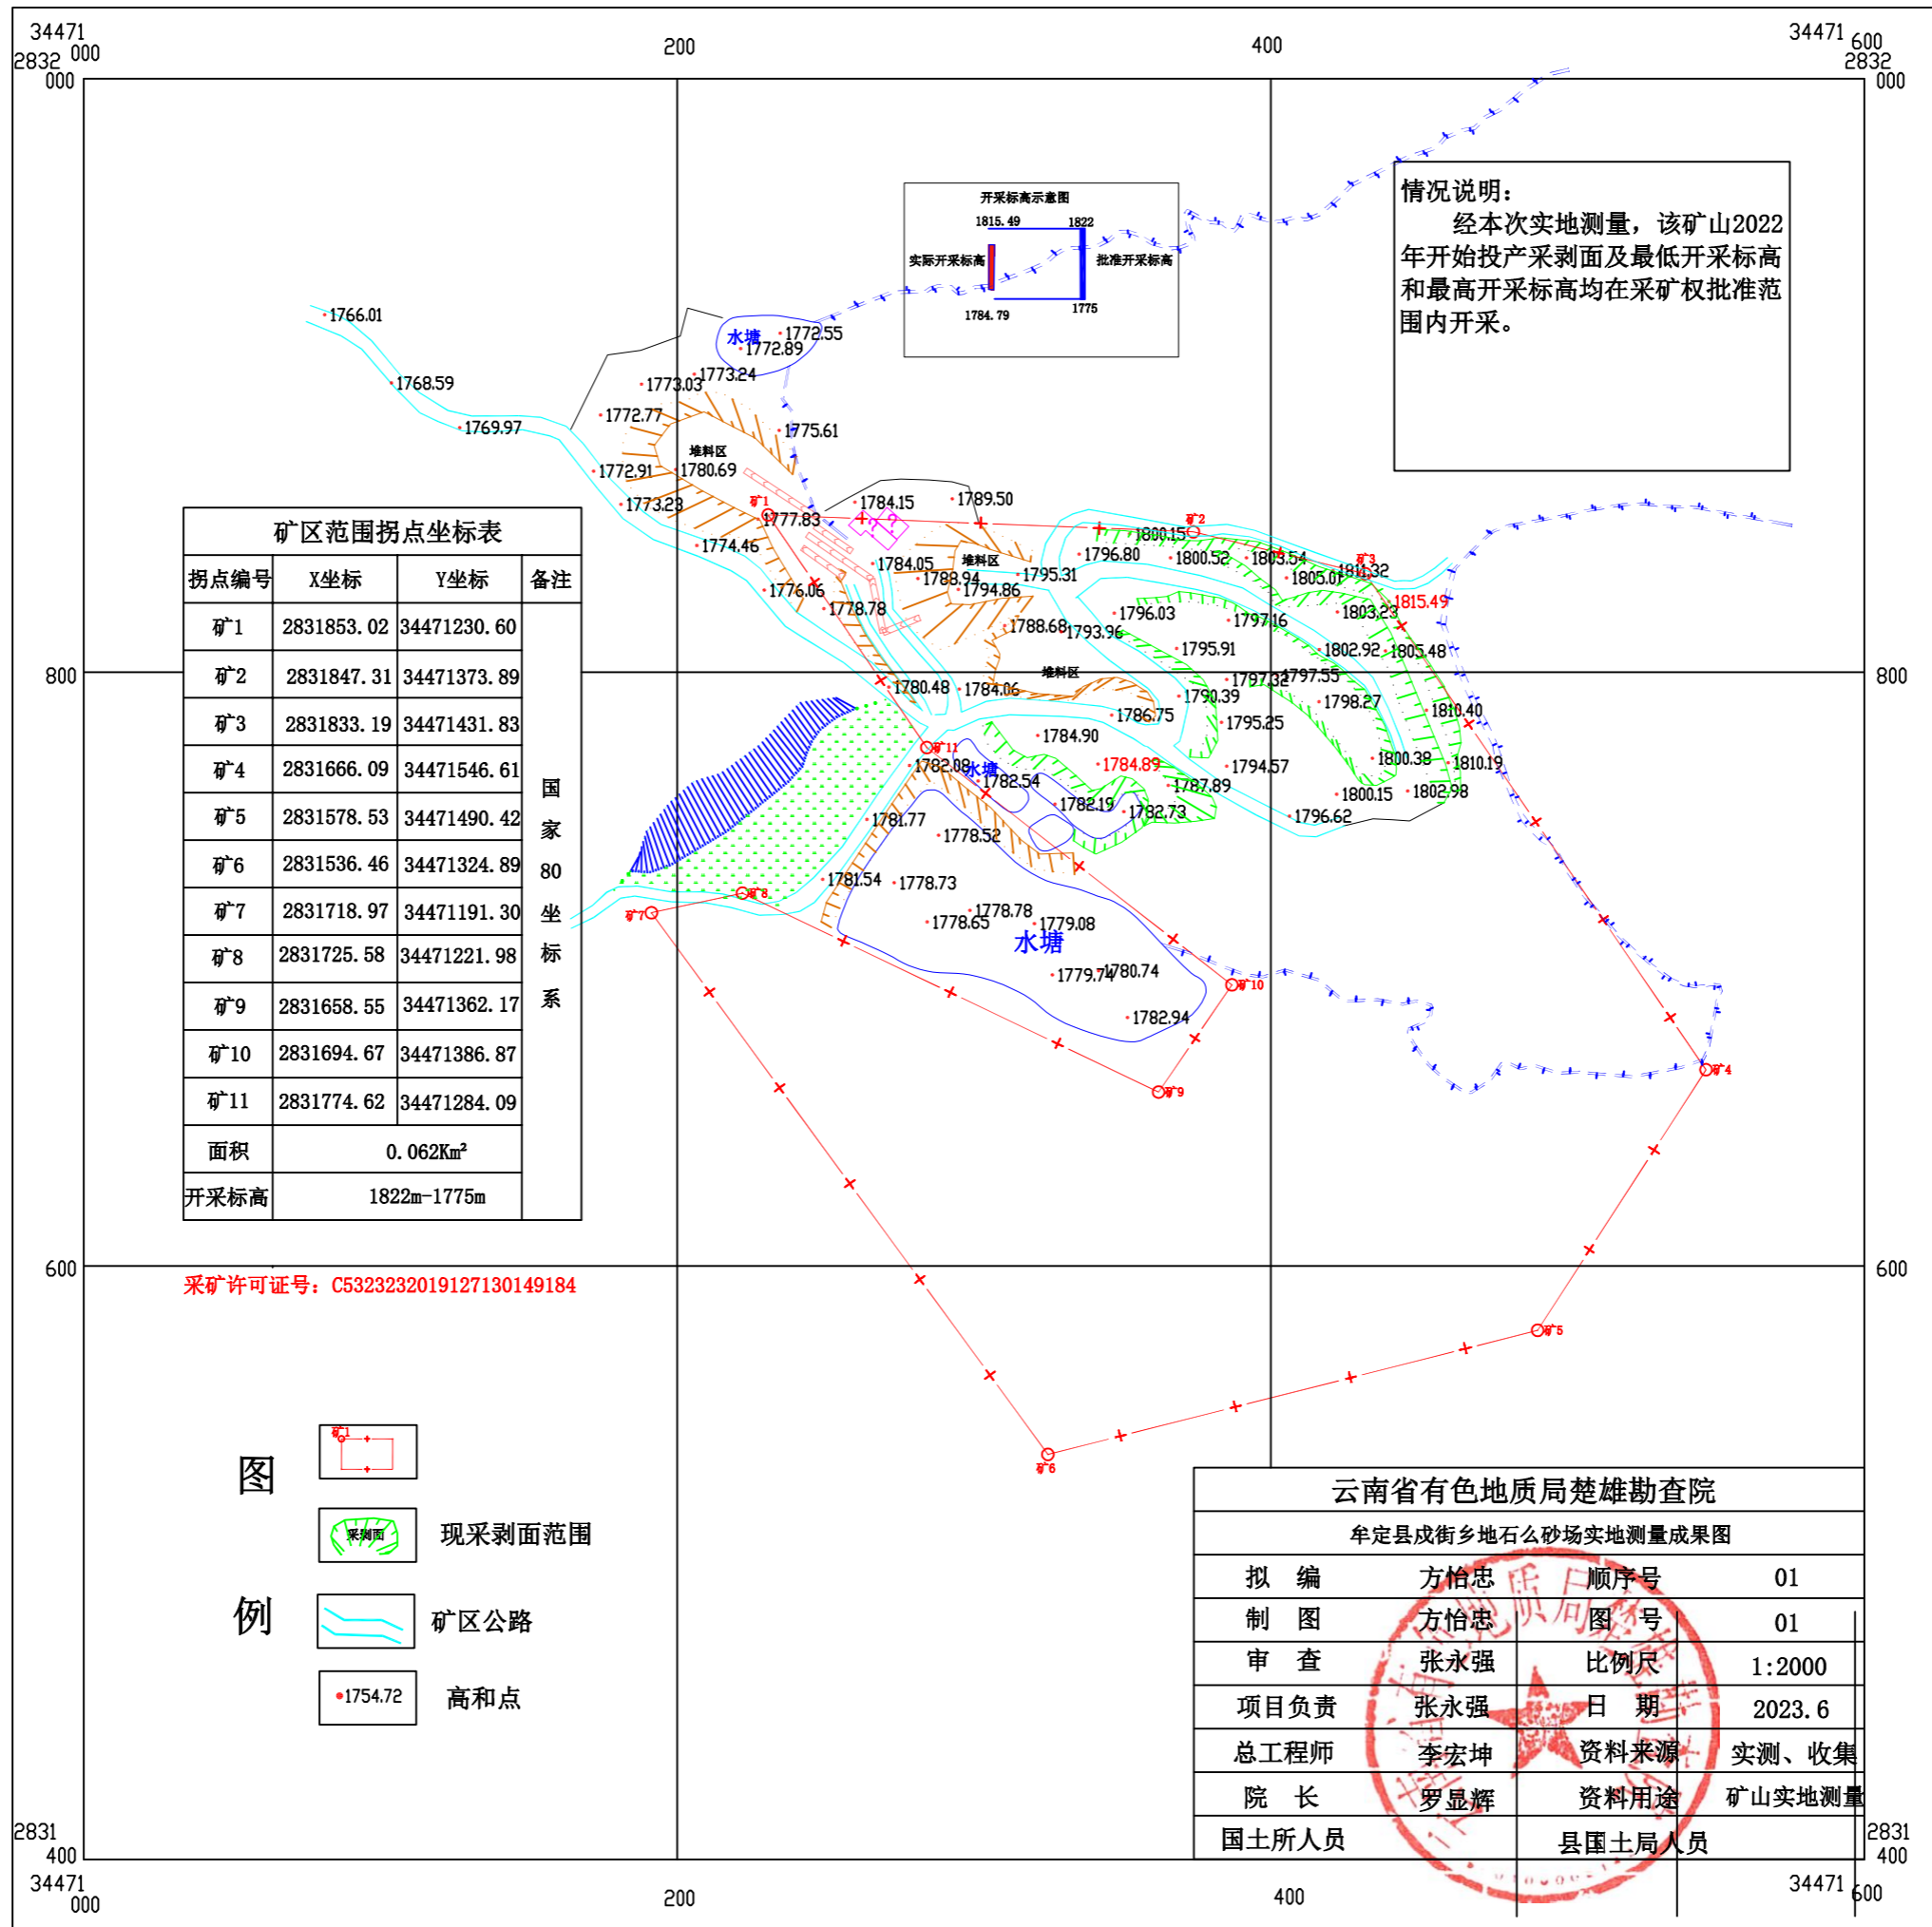 34471
000
200
400
34471
600
2832
000
2832
000
开采标高示意图
1815.49
1822
实际开采标高
批准开采标高
1784.79
1775
情况说明：
经本次实地测量，该矿山2022
年开始投产采剥面及最低开采标高
和最高开采标高均在采矿权批准范
围内开采。
1766.01
1768.59
1769.97
水塘
1772.55
1772.89
1773.24
1773.03
1772.77
1775.61
堆料区
1772.91
1780.69
1773.23
矿1
1777.83
1784.15
1789.50
1774.46
矿2
1800.15
1796.80
1800.52
1803.54
矿3
1811.32
1805.01
1784.05
堆料区
1788.94
1795.31
1794.86
1776.06
1778.78
1815.49
1803.23
1796.03
1797.16
1788.68
1793.96
1795.91
1802.92
1805.48
堆料区
1780.48
1784.06
1797.32
1797.55
1790.39
1798.27
1786.75
1795.25
1810.40
1784.90
矿11
1782.08
水塘
1782.54
1784.89
1794.57
1800.38
1810.19
1787.89
1800.15
1802.98
1782.19
1782.73
1796.62
1781.77
1778.52
1781.54
1778.73
矿8
矿7
1778.78
1778.65
1779.08
水塘
1779.74
1780.74
矿10
1782.94
矿9
矿4
矿5
矿6
800
800
600
600
矿区范围拐点坐标表
拐点编号 X坐标 Y坐标 备注
矿1 2831853.02 34471230.60
矿2 2831847.31 34471373.89
矿3 2831833.19 34471431.83
矿4 2831666.09 34471546.61
矿5 2831578.53 34471490.42
矿6 2831536.46 34471324.89
矿7 2831718.97 34471191.30
矿8 2831725.58 34471221.98
矿9 2831658.55 34471362.17
矿10 2831694.67 34471386.87
矿11 2831774.62 34471284.09
国
家
80
坐
标
系
面积 0.062Km²
开采标高 1822m-1775m
采矿许可证号：C5323232019127130149184
图
例
矿1
采剥面
现采剥面范围
矿区公路
1754.72
高和点
云南省有色地质局楚雄勘查院
牟定县戍街乡地石么砂场实地测量成果图
拟 编 方怡忠 顺序号 01
制 图 方怡忠 图 号 01
审 查 张永强 比例尺 1:2000
项目负责 张永强 日 期 2023.6
总工程师 李宏坤 资料来源 实测、收集
院 长 罗显辉 资料用途 矿山实地测量
国土所人员 县国土局人员
2831
400
2831
400
34471
000
200
400
34471
600